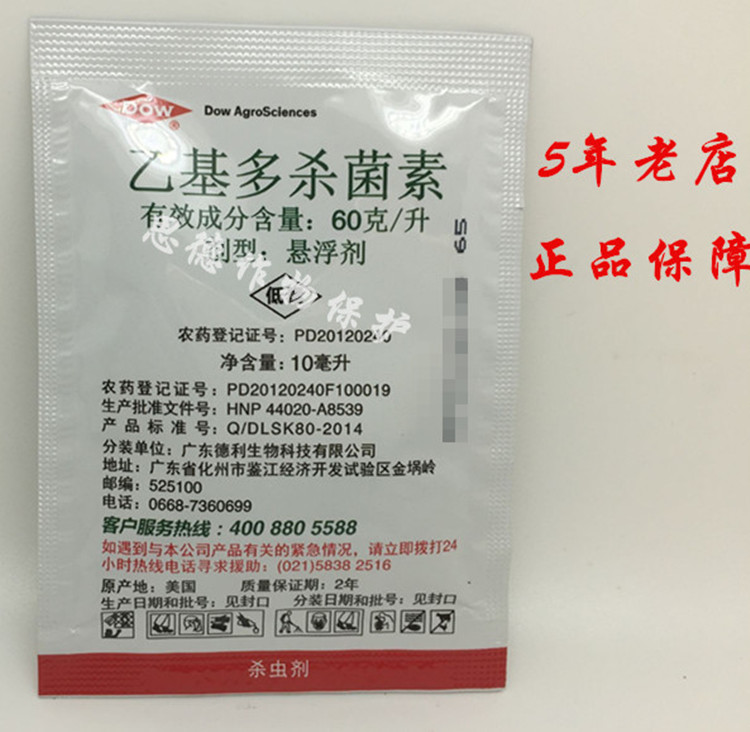 DOW
Dow AgroSciences
乙基多杀菌素
有效成分含量：60克/升
剂型：悬浮剂
低毒
农药登记证号：PD20120240
净含量：10毫升
农药登记证号：PD20120240F100019
生产批准文件号：HNP 44020-A8539
产品标准号：Q/DLSK80-2014
分装单位：广东德利生物科技有限公司
地址：广东省化州市鉴江经济开发试验区金埚岭
邮编：525100
电话：0668-7360699
客户服务热线：400 880 5588
如遇到与本公司产品有关的紧急情况，请立即拨打24
小时热线电话寻求援助：(021)5838 2516
原产地：美国 质量保证期：2年
生产日期和批号：见封口 分装日期和批号：见封口
杀虫剂
65
思德作物保护
5年老店
正品保障